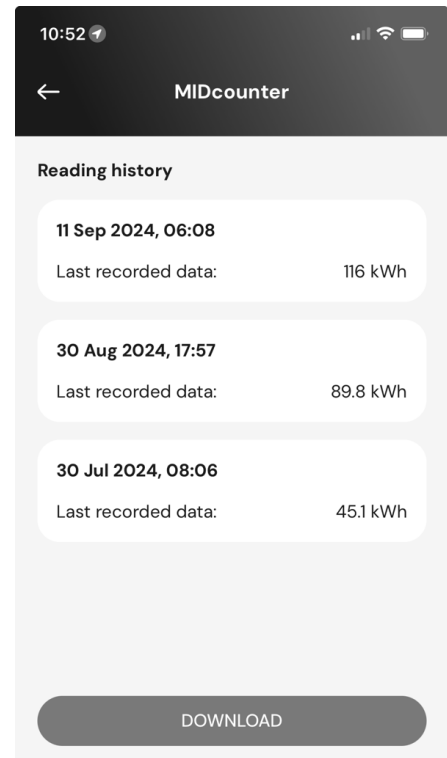 10:52
MIDcounter
Reading history
11 Sep 2024, 06:08
Last recorded data: 116 kWh
30 Aug 2024, 17:57
Last recorded data: 89.8 kWh
30 Jul 2024, 08:06
Last recorded data: 45.1 kWh
DOWNLOAD